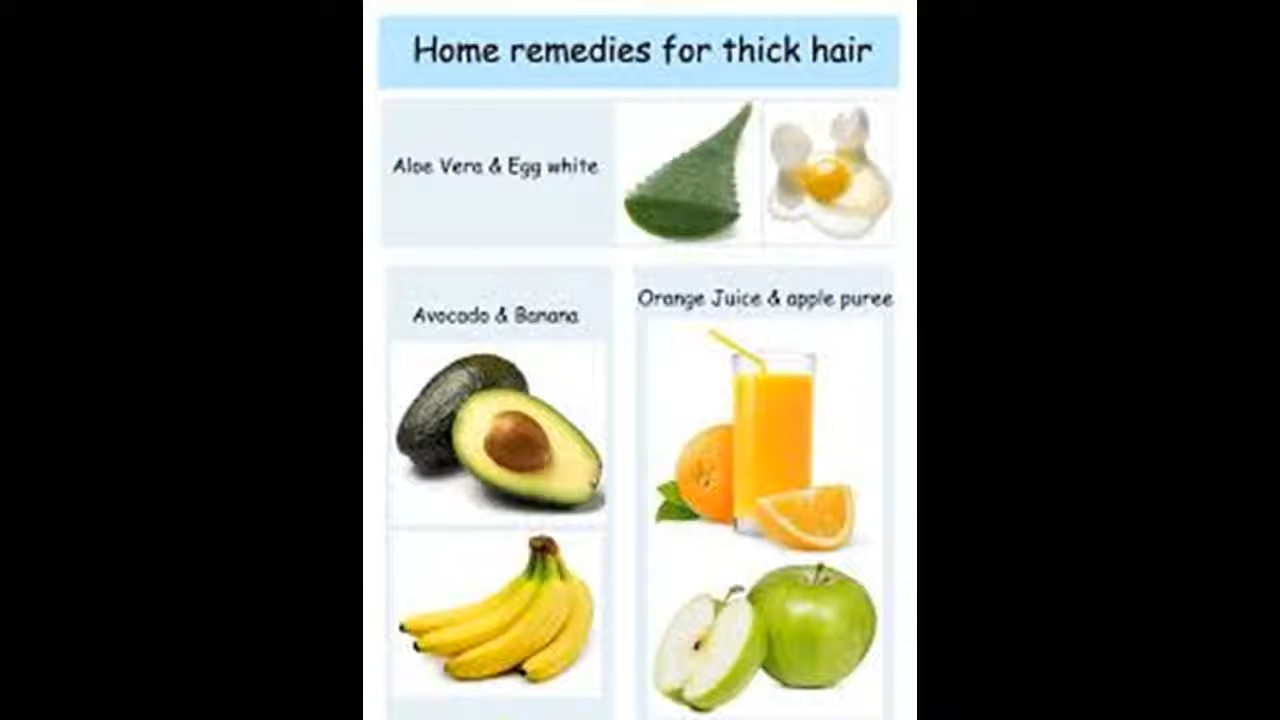 Home remedies for thick hair
Aloe Vera & Egg white
Avocado & Banana
Orange Juice & apple puree